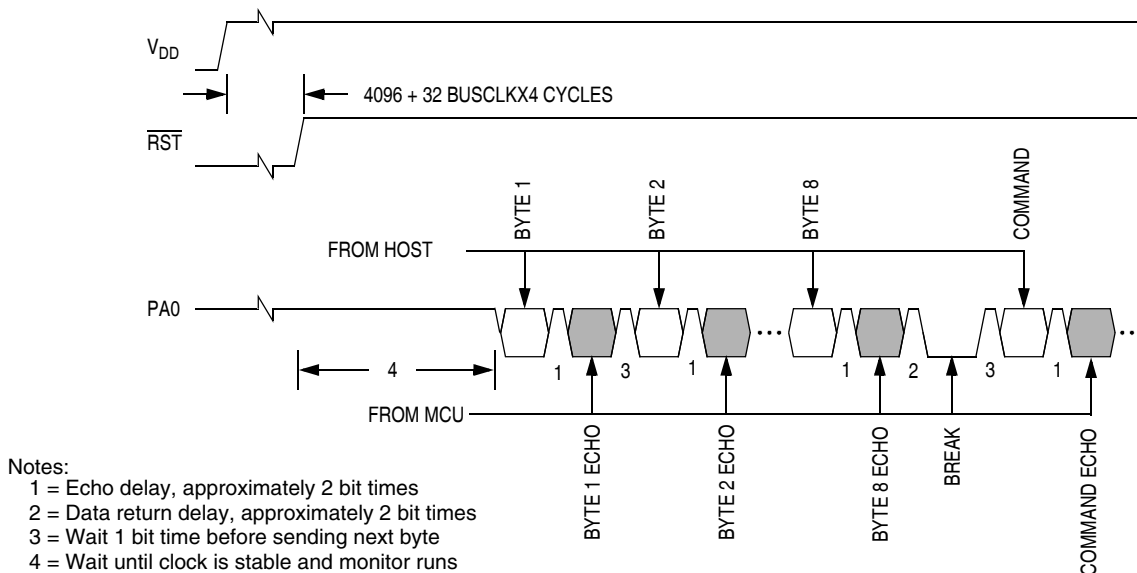 VDD
4096 + 32 BUSCLKX4 CYCLES
RST
FROM HOST
BYTE 1
BYTE 2
BYTE 8
COMMAND
PA0
1
3
1
1
2
3
1
4
FROM MCU
BYTE 1 ECHO
BYTE 2 ECHO
BYTE 8 ECHO
BREAK
COMMAND ECHO
Notes:
1 = Echo delay, approximately 2 bit times
2 = Data return delay, approximately 2 bit times
3 = Wait 1 bit time before sending next byte
4 = Wait until clock is stable and monitor runs